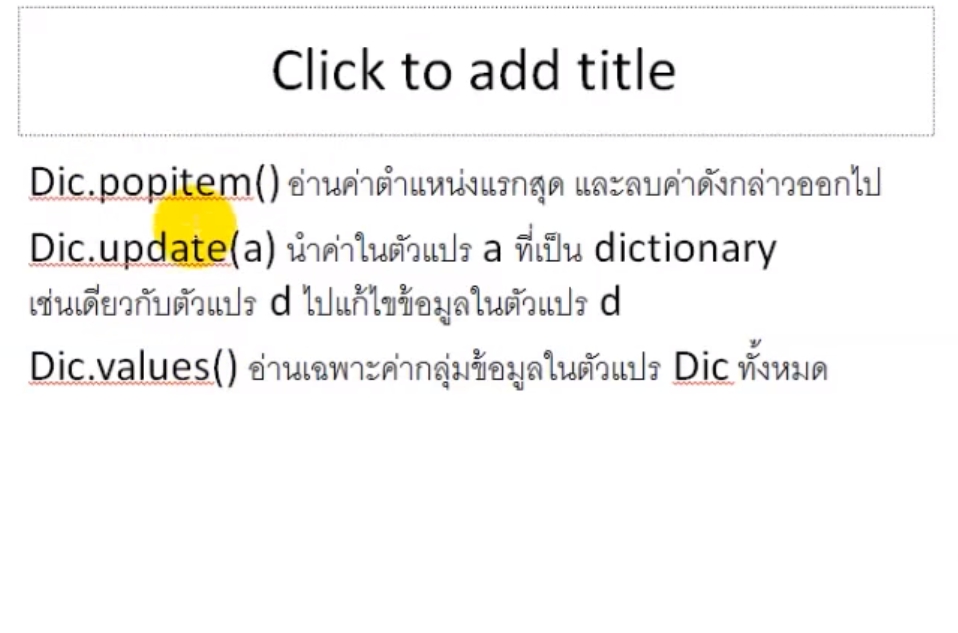 Click to add title
Dic.popitem() อ่านค่าตำแหน่งแรกสุด และลบค่าดังกล่าวออกไป
Dic.update(a) นำค่าในตัวแปร a ที่เป็น dictionary
เช่นเดียวกับตัวแปร d ไปแก้ไขข้อมูลในตัวแปร d
Dic.values() อ่านเฉพาะค่ากลุ่มข้อมูลในตัวแปร Dic ทั้งหมด